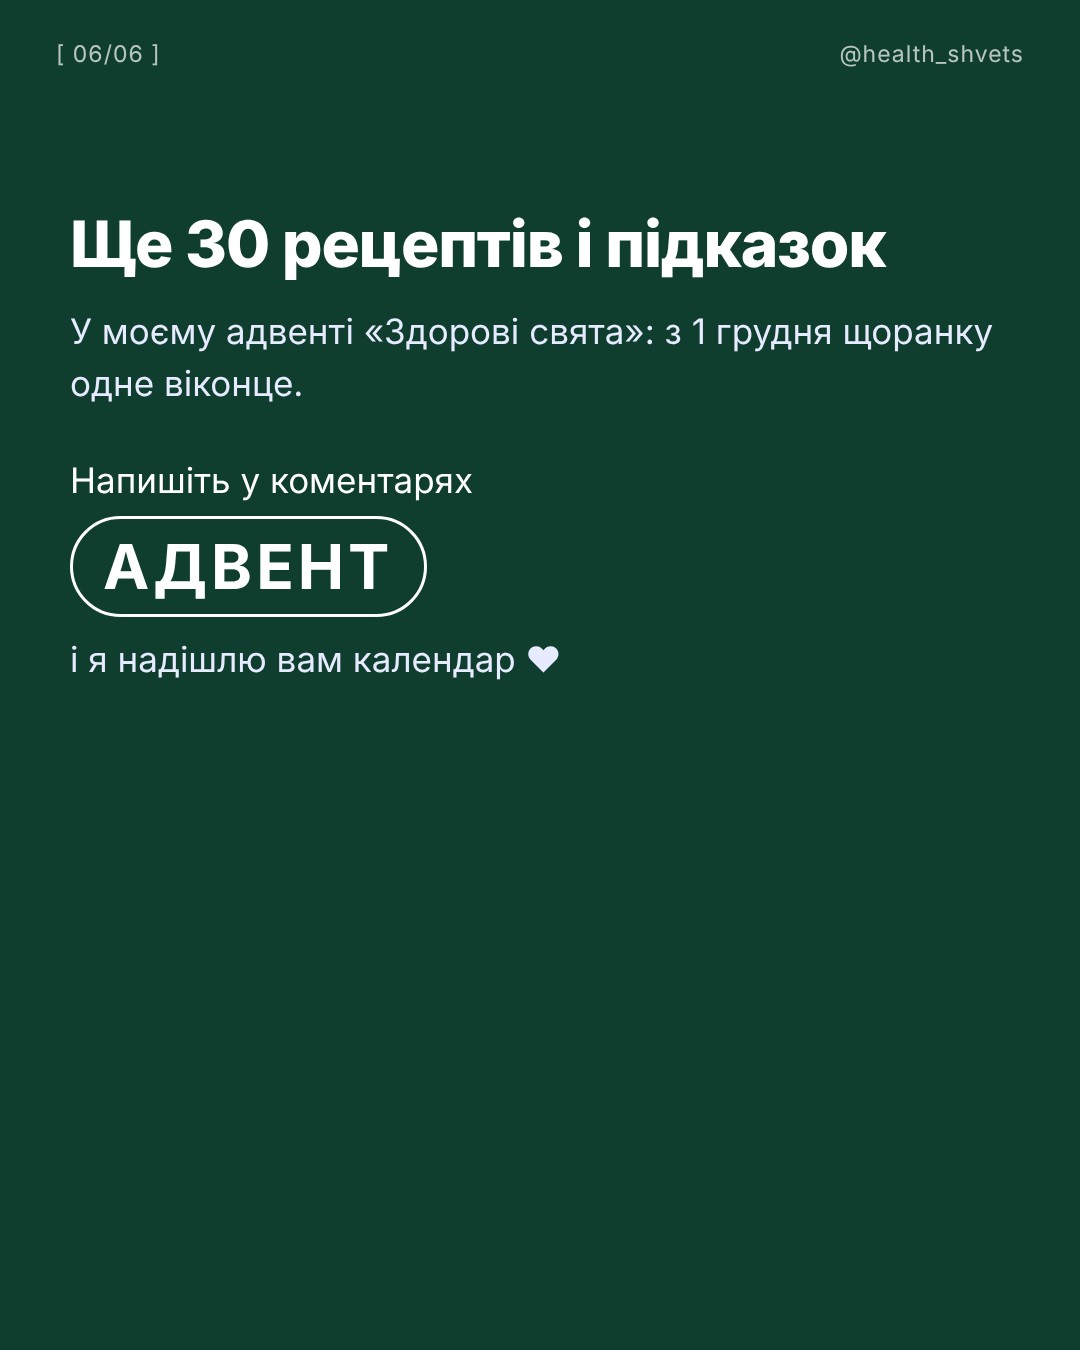 [ 06/06 ]
@health_shvets
Ще 30 рецептів і підказок
У моєму адвенті «Здорові свята»: з 1 грудня щоранку
одне віконце.
Напишіть у коментарях
АДВЕНТ
і я надішлю вам календар ♥